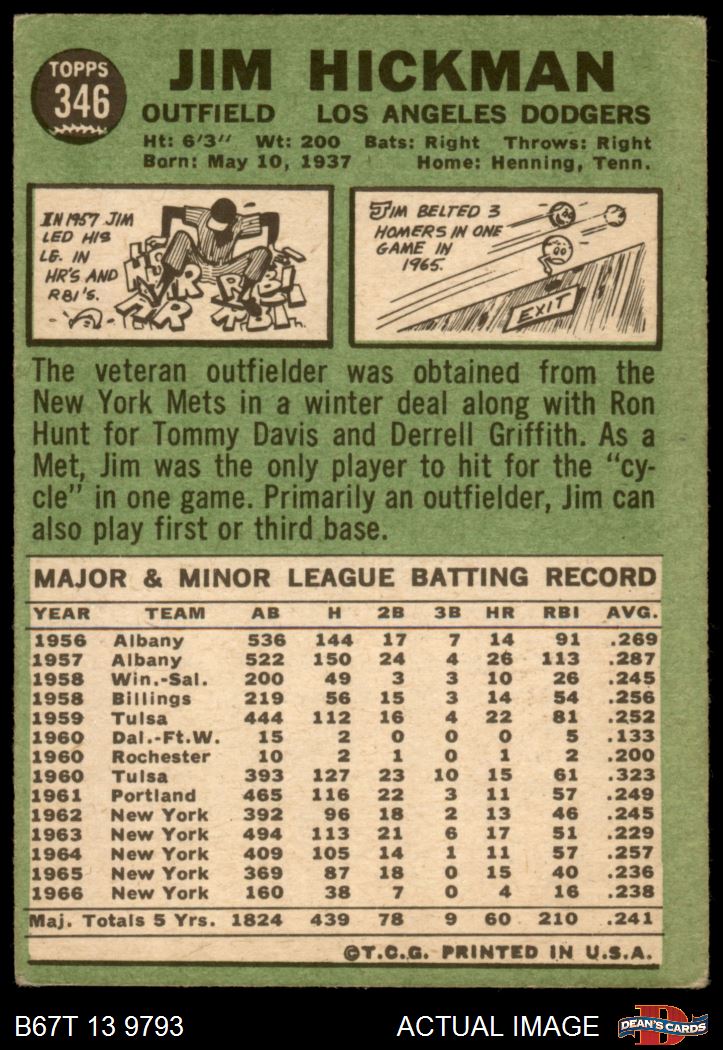 TOPPS
346
JIM HICKMAN
OUTFIELD LOS ANGELES DODGERS
Ht: 6'3" Wt: 200 Bats: Right Throws: Right
Born: May 10, 1937 Home: Henning, Tenn.
IN 1957 JIM
LED HIS
LG. IN
HR'S AND
RBI'S.
HR HR RBI
HR RBI
JIM BELTED 3
HOMERS IN ONE
GAME IN
1965.
EXIT
The veteran outfielder was obtained from the
New York Mets in a winter deal along with Ron
Hunt for Tommy Davis and Derrell Griffith. As a
Met, Jim was the only player to hit for the "cy-
cle" in one game. Primarily an outfielder, Jim can
also play first or third base.
MAJOR & MINOR LEAGUE BATTING RECORD
YEAR TEAM AB H 2B 3B HR RBI AVG.
1956 Albany 536 144 17 7 14 91 .269
1957 Albany 522 150 24 4 26 113 .287
1958 Win.-Sal. 200 49 3 3 10 26 .245
1958 Billings 219 56 15 3 14 54 .256
1959 Tulsa 444 112 16 4 22 81 .252
1960 Dal.-Ft.W. 15 2 0 0 0 5 .133
1960 Rochester 10 2 1 0 1 2 .200
1960 Tulsa 393 127 23 10 15 61 .323
1961 Portland 465 116 22 3 11 57 .249
1962 New York 392 96 18 2 13 46 .245
1963 New York 494 113 21 6 17 51 .229
1964 New York 409 105 14 1 11 57 .257
1965 New York 369 87 18 0 15 40 .236
1966 New York 160 38 7 0 4 16 .238
Maj. Totals 5 Yrs. 1824 439 78 9 60 210 .241
©T.C.G. PRINTED IN U.S.A.
B67T 13 9793 ACTUAL IMAGE
D
DEAN'S CARDS